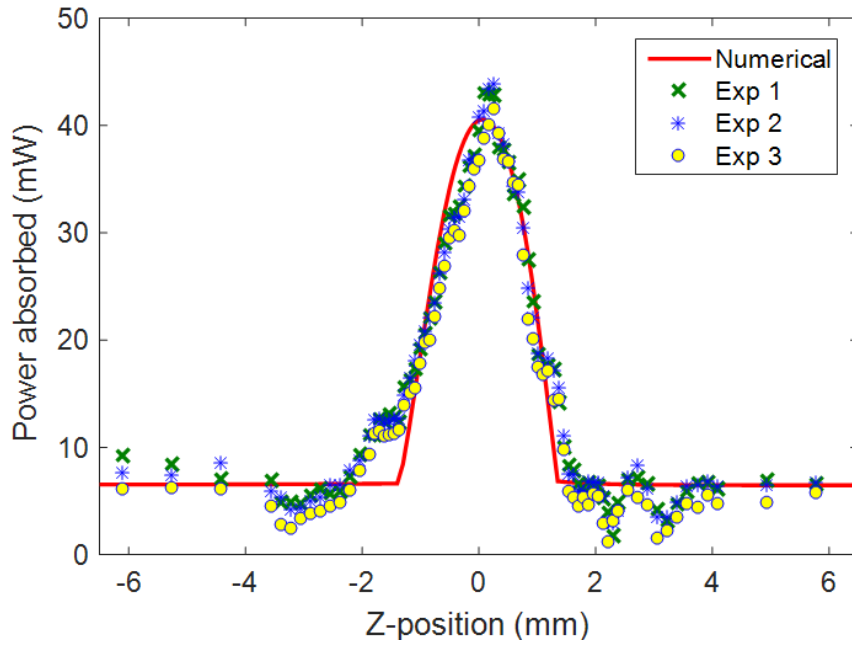 50
40
30
20
10
0
Power absorbed (mW)
Numerical
Exp 1
Exp 2
Exp 3
-6 -4 -2 0 2 4 6
Z-position (mm)